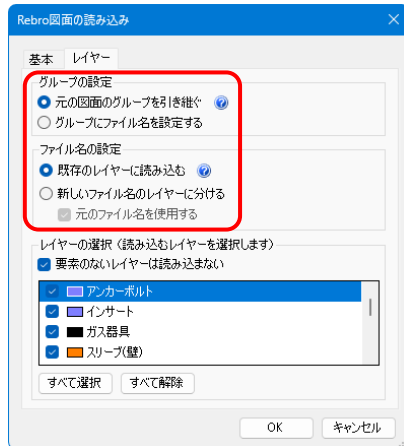 Rebro図面の読み込み
基本 レイヤー
グループの設定
元の図面のグループを引き継ぐ
グループにファイル名を設定する
ファイル名の設定
既存のレイヤーに読み込む
新しいファイル名のレイヤーに分ける
元のファイル名を使用する
レイヤーの選択(読み込むレイヤーを選択します)
要素のないレイヤーは読み込まない
アンカーボルト
インサート
ガス器具
スリーブ(壁)
すべて選択 すべて解除
OK キャンセル